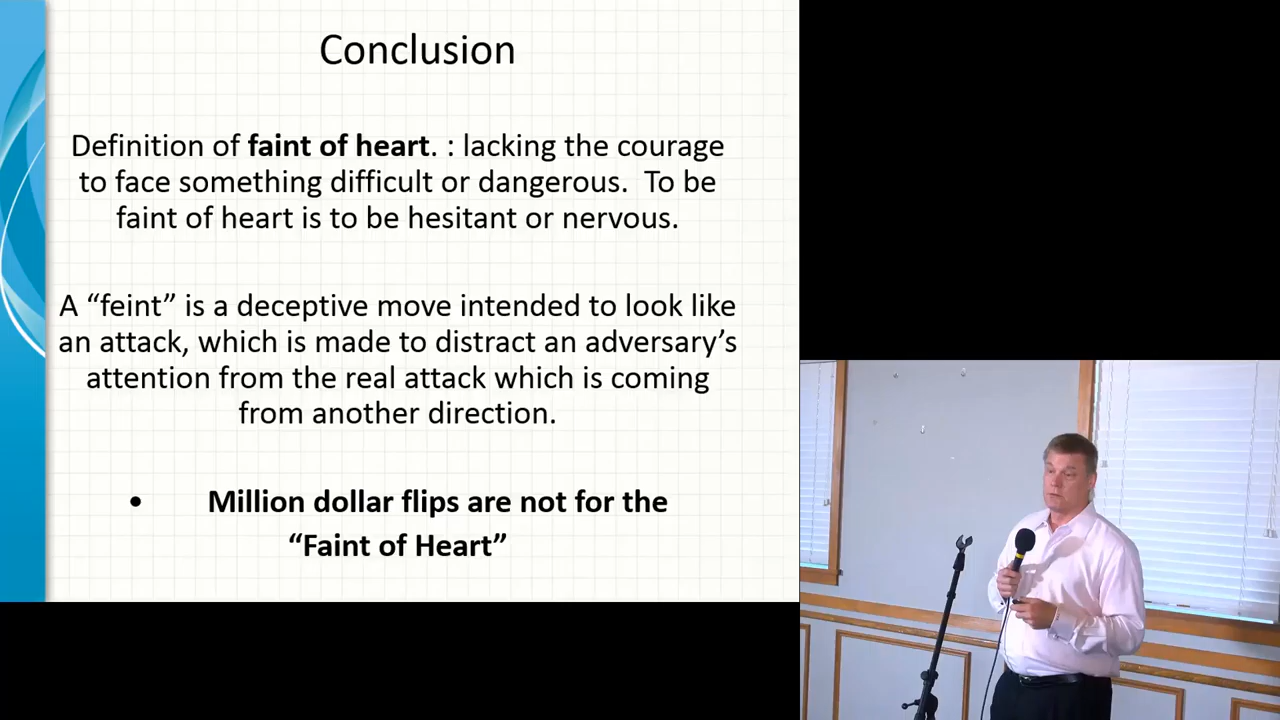 Conclusion
Definition of faint of heart. : lacking the courage
to face something difficult or dangerous.  To be
faint of heart is to be hesitant or nervous.
A “feint” is a deceptive move intended to look like
an attack, which is made to distract an adversary’s
attention from the real attack which is coming
from another direction.
• Million dollar flips are not for the
“Faint of Heart”